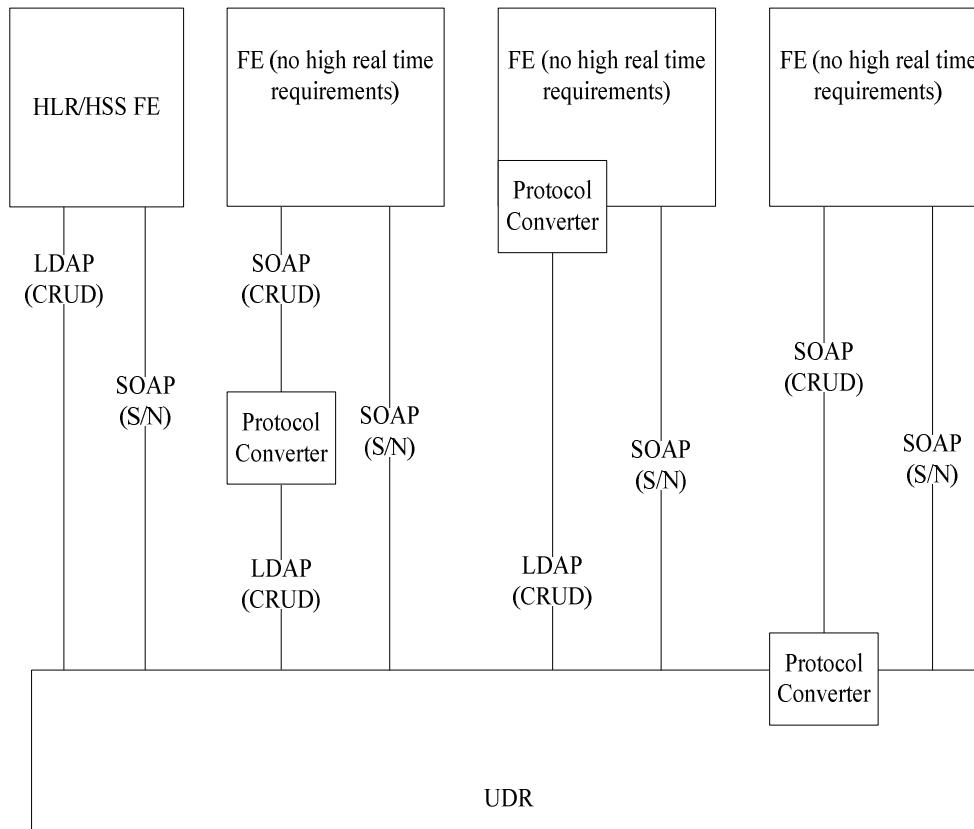 HLR/HSS FE
FE (no high real time
requirements)
FE (no high real time
requirements)
FE (no high real time
requirements)
Protocol
Converter
LDAP
(CRUD)
SOAP
(S/N)
SOAP
(CRUD)
Protocol
Converter
LDAP
(CRUD)
SOAP
(S/N)
LDAP
(CRUD)
SOAP
(S/N)
SOAP
(CRUD)
SOAP
(S/N)
Protocol
Converter
UDR